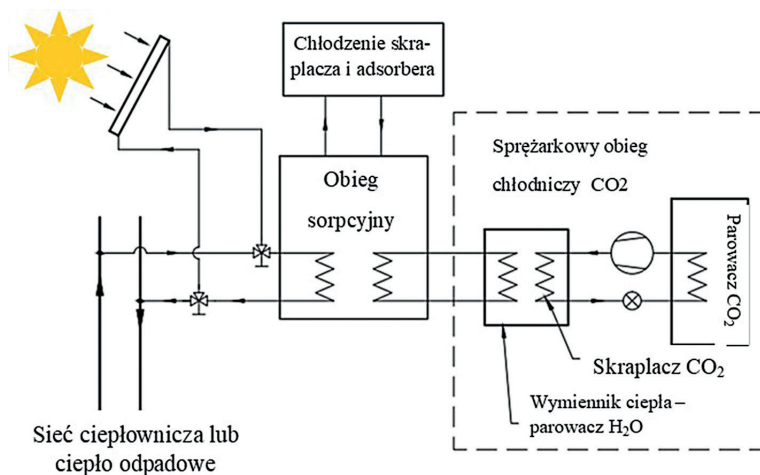 Chłodzenie skra-
placza i adsorbera
Obieg
sorpcyjny
Sprężarkowy obieg
chłodniczy CO2
Parowacz CO₂
Skraplacz CO₂
Wymiennik ciepła –
parowacz H₂O
Sieć ciepłownicza lub
ciepło odpadowe